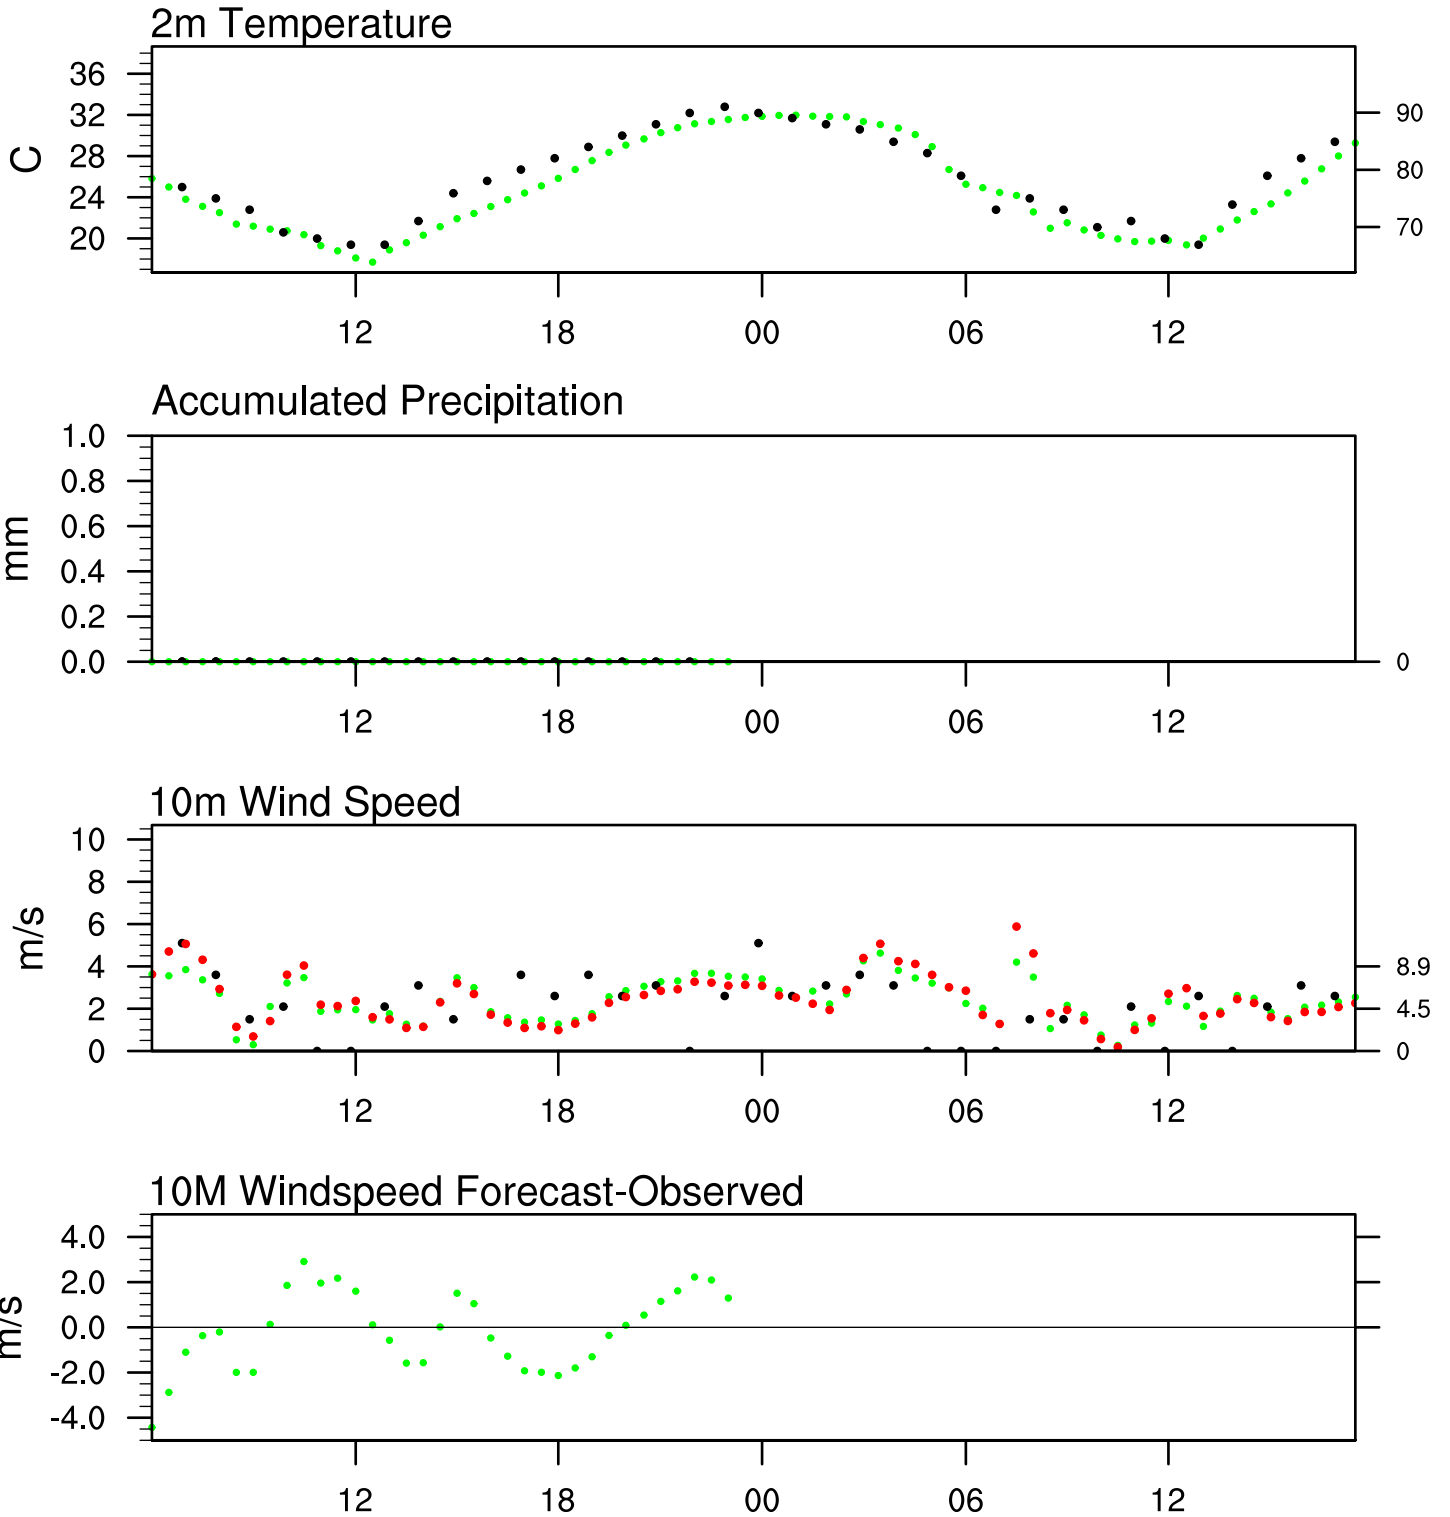 2m Temperature
36
32
28
24
20
C
90
80
70
12 18 00 06 12
Accumulated Precipitation
1.0
0.8
0.6
0.4
0.2
0.0
mm
0
12 18 00 06 12
10m Wind Speed
10
8
6
4
2
0
m/s
8.9
4.5
0
12 18 00 06 12
10M Windspeed Forecast-Observed
4.0
2.0
0.0
-2.0
-4.0
m/s
12 18 00 06 12